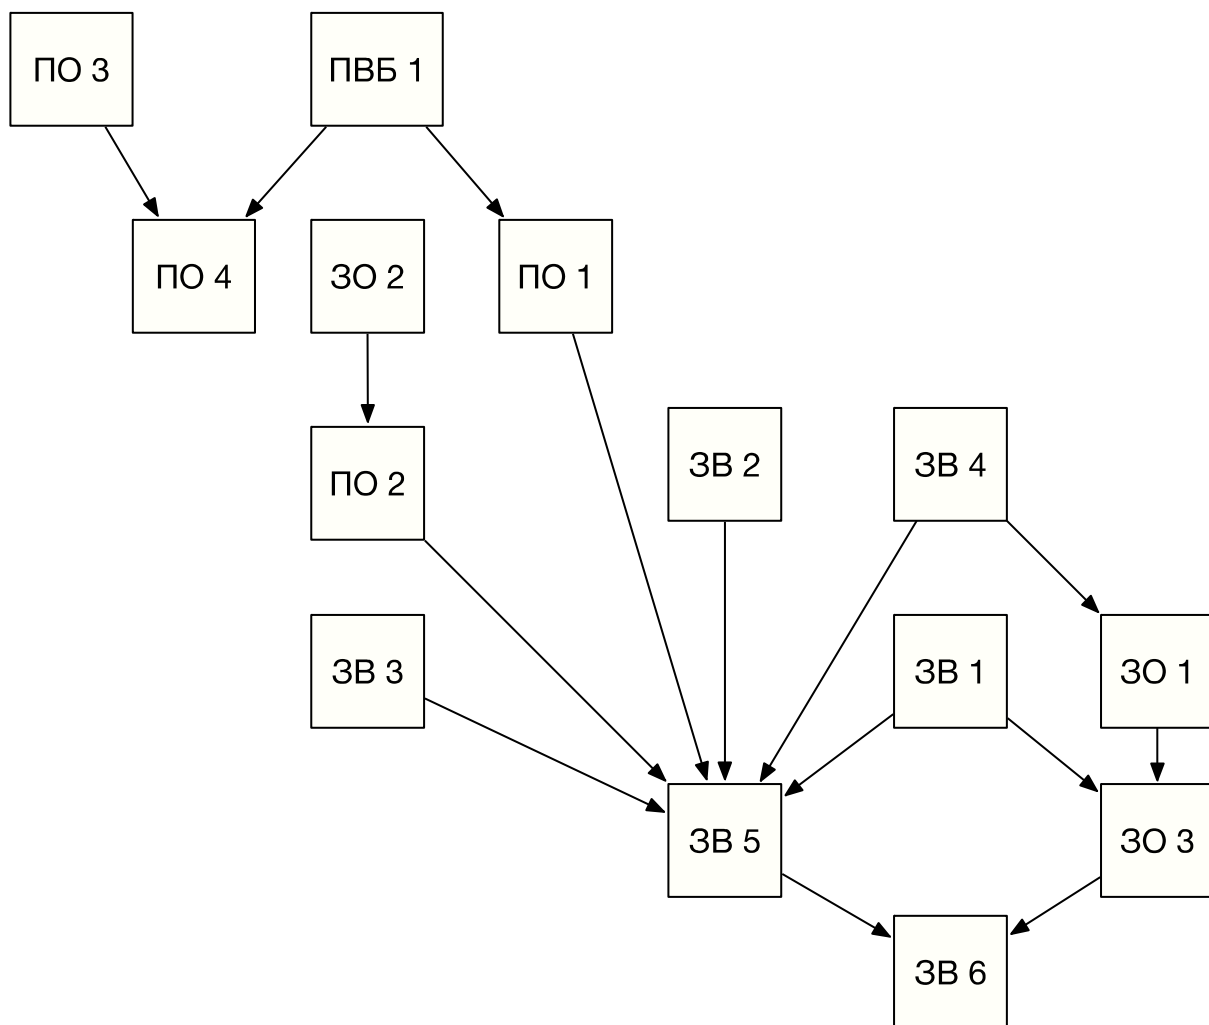 ПО 3
ПВБ 1
ПО 4
ЗО 2
ПО 1
ПО 2
ЗВ 2
ЗВ 4
ЗВ 3
ЗВ 1
ЗО 1
ЗВ 5
ЗО 3
ЗВ 6